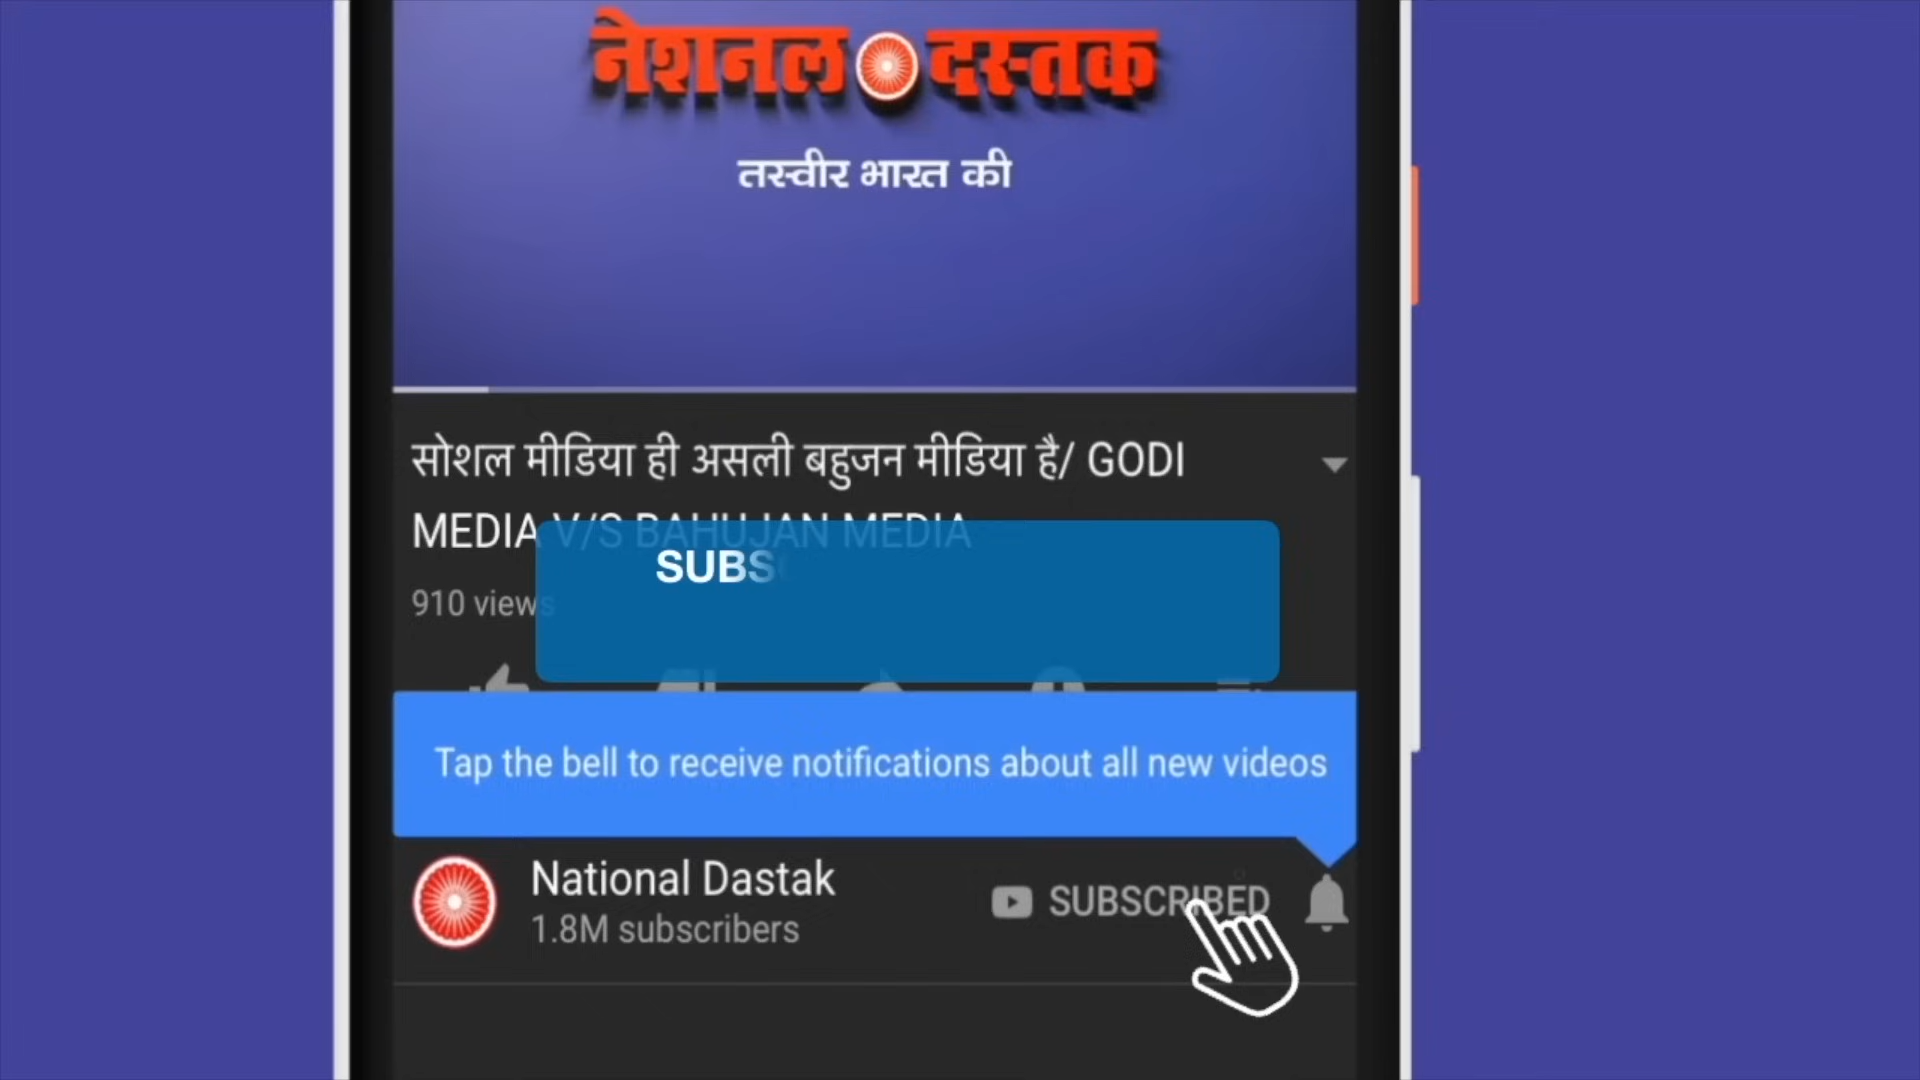 नेशनल दस्तक
तस्वीर भारत की
सोशल मीडिया ही असली बहुजन मीडिया है/ GODI
MEDIA V/S BAHUJAN MEDIA
SUBS
910 views
Tap the bell to receive notifications about all new videos
National Dastak
SUBSCRIBED
1.8M subscribers